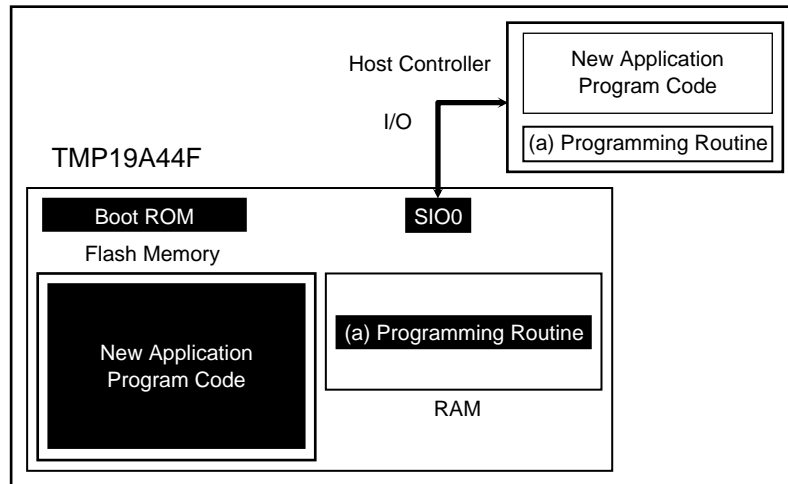 Host Controller
New Application
Program Code
I/O
(a) Programming Routine
TMP19A44F
Boot ROM
SIO0
Flash Memory
New Application
Program Code
(a) Programming Routine
RAM